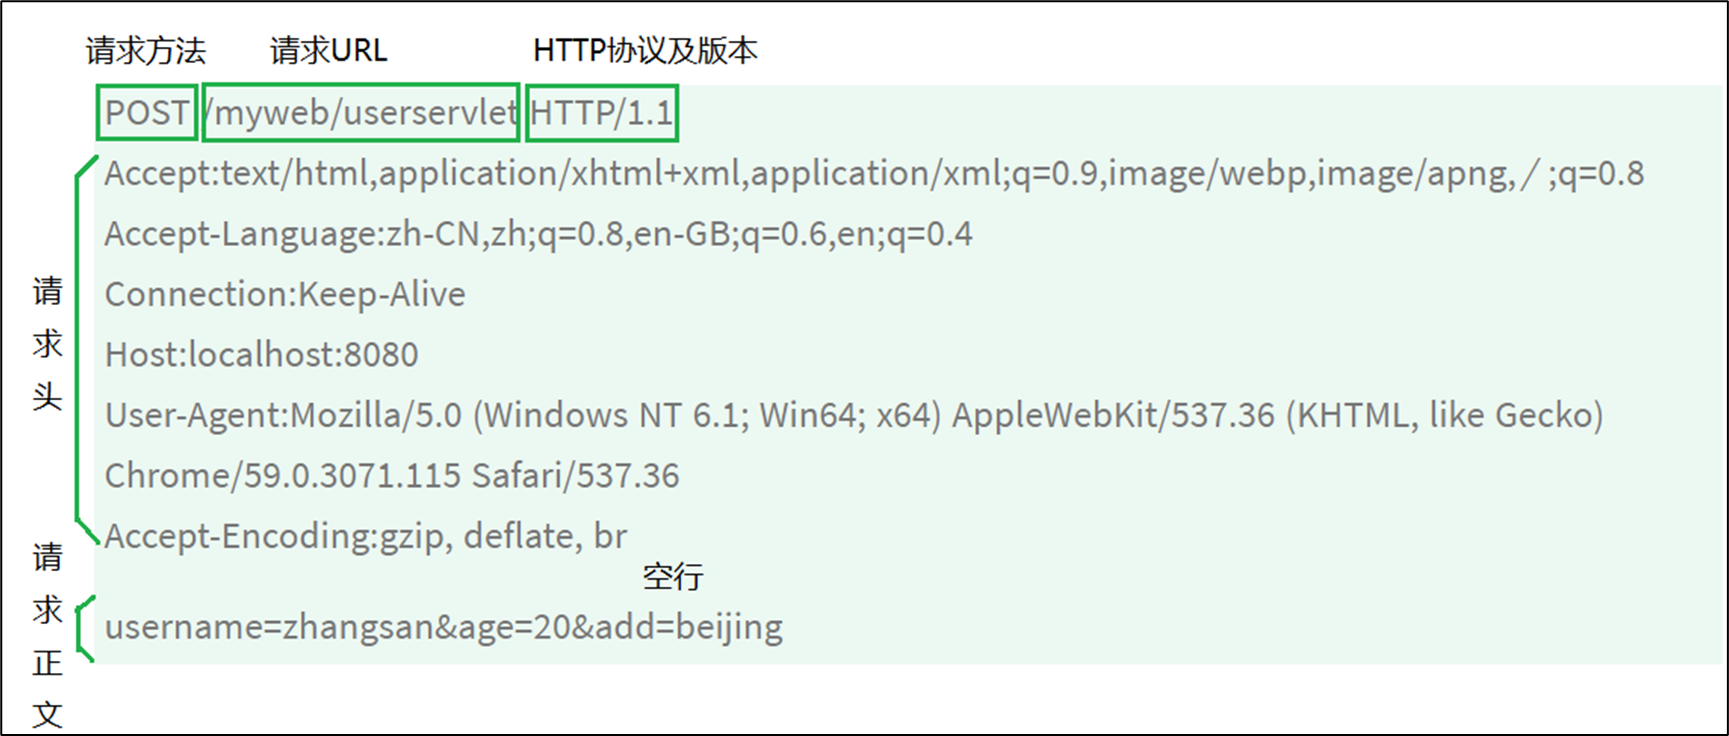 请求方法 请求URL HTTP协议及版本
POST /myweb/userservlet HTTP/1.1
Accept:text/html,application/xhtml+xml,application/xml;q=0.9,image/webp,image/apng,/;q=0.8
Accept-Language:zh-CN,zh;q=0.8,en-GB;q=0.6,en;q=0.4
Connection:Keep-Alive
Host:localhost:8080
User-Agent:Mozilla/5.0 (Windows NT 6.1; Win64; x64) AppleWebKit/537.36 (KHTML, like Gecko)
Chrome/59.0.3071.115 Safari/537.36
Accept-Encoding:gzip, deflate, br
请求头
空行
username=zhangsan&age=20&add=beijing
请求正文